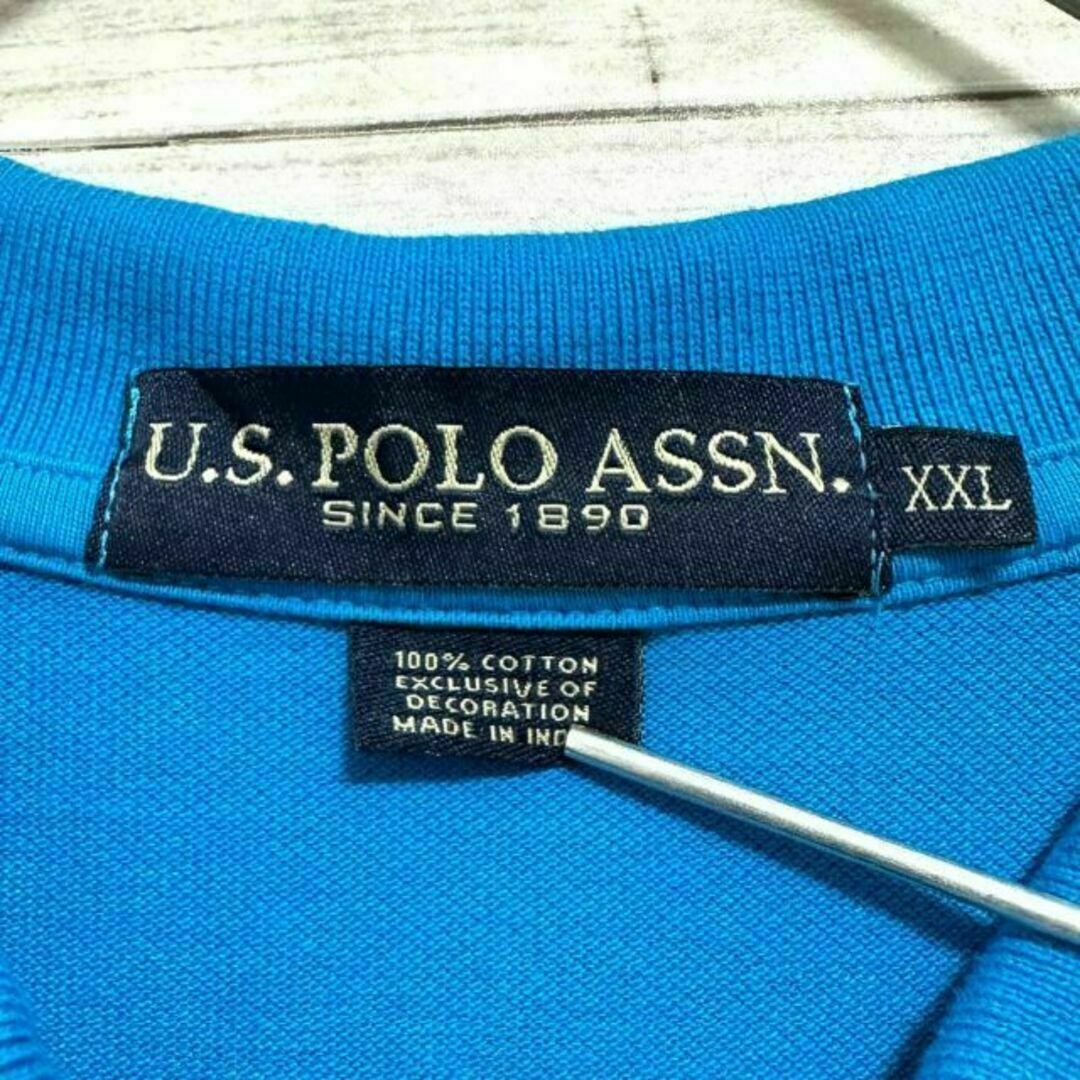 U.S. POLO ASSN.
SINCE 1890
XXL
100% COTTON
EXCLUSIVE OF
DECORATION
MADE IN